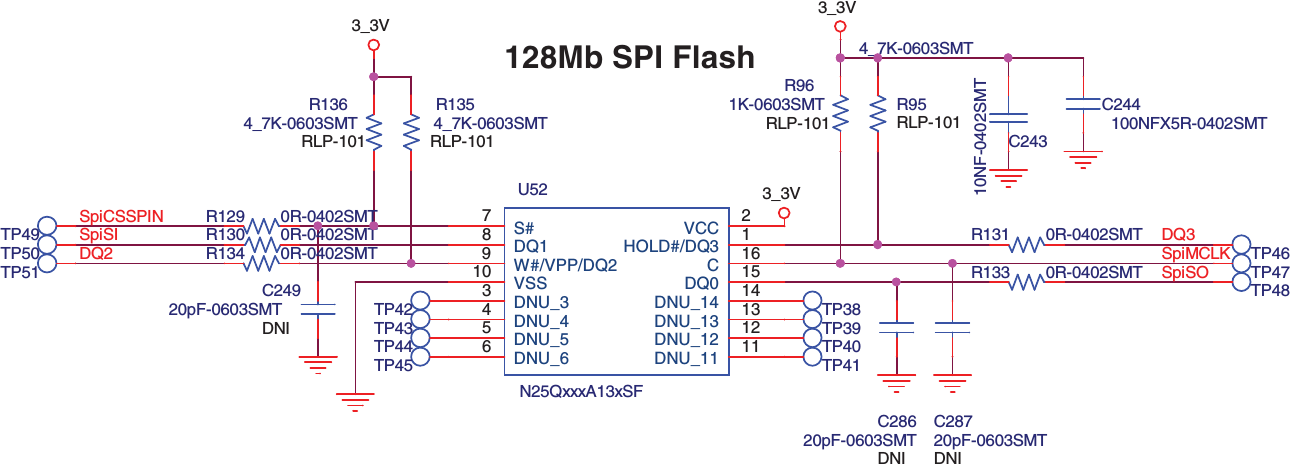 3_3V
3_3V
128Mb SPI Flash
4_7K-0603SMT
R136
4_7K-0603SMT
RLP-101
R135
4_7K-0603SMT
RLP-101
R96
1K-0603SMT
RLP-101
R95
RLP-101
10NF-0402SMT
C243
C244
100NFX5R-0402SMT
U52
3_3V
TP49
SpiCSSPIN
R129
0R-0402SMT
7
S#
VCC
2
TP50
SpiSI
R130
0R-0402SMT
8
DQ1
HOLD#/DQ3
1
R131
0R-0402SMT
DQ3
TP46
TP51
DQ2
R134
0R-0402SMT
9
W#/VPP/DQ2
C
16
SpiMCLK
TP47
10
VSS
DQ0
15
R133
0R-0402SMT
SpiSO
TP48
C249
20pF-0603SMT
DNI
TP42
3
DNU_3
DNU_14
14
TP38
TP43
4
DNU_4
DNU_13
13
TP39
TP44
5
DNU_5
DNU_12
12
TP40
TP45
6
DNU_6
DNU_11
11
TP41
N25QxxxA13xSF
C286
20pF-0603SMT
DNI
C287
20pF-0603SMT
DNI